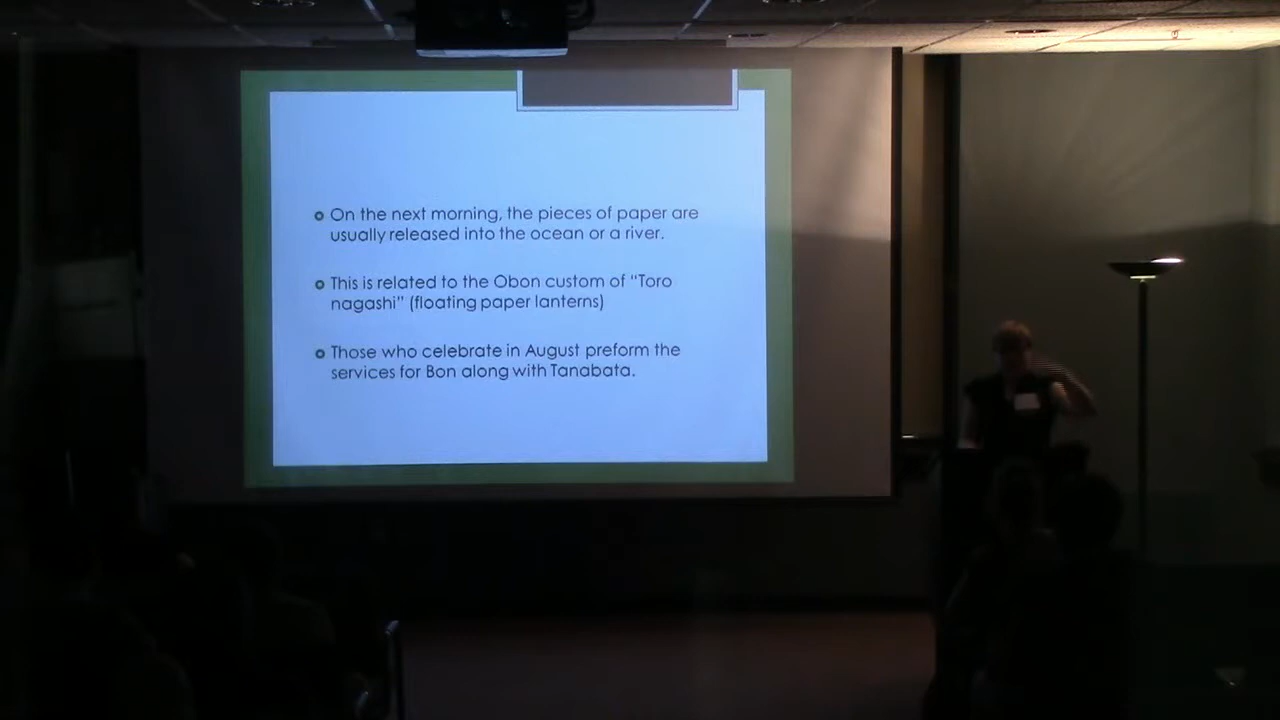 On the next morning, the pieces of paper are
usually released into the ocean or a river.
This is related to the Obon custom of “Toro
nagashi” (floating paper lanterns)
Those who celebrate in August preform the
services for Bon along with Tanabata.